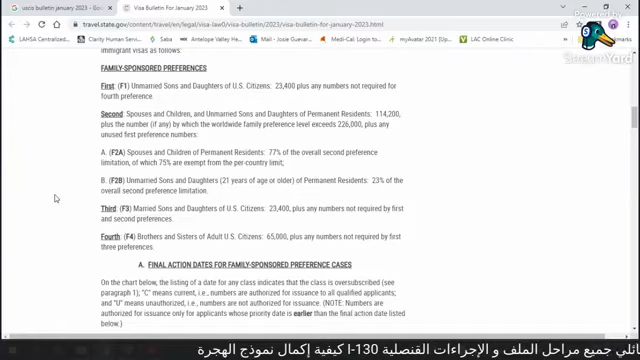 uscis bulletin january 2023 - Goo
Visa Bulletin For January 2023
travel.state.gov/content/travel/en/legal/visa-law0/visa-bulletin/2023/visa-bulletin-for-january-2023.html
LAHSA Centralized...
Clarity Human Servic...
Sato
Antelope Valley Hea...
Mail - Josie Guevar...
Medi-Cal: Login to...
myAvatar 2021
LAC Online Clinic
Powered by
StreamYard
immigrant visas as follows:
FAMILY-SPONSORED PREFERENCES
First: (F1) Unmarried Sons and Daughters of U.S. Citizens: 23,400 plus any numbers not required for
fourth preference.
Second: Spouses and Children, and Unmarried Sons and Daughters of Permanent Residents: 114,200,
plus the number (if any) by which the worldwide family preference level exceeds 226,000, plus any
unused first preference numbers:
A. (F2A) Spouses and Children of Permanent Residents: 77% of the overall second preference
limitation, of which 75% are exempt from the per-country limit;
B. (F2B) Unmarried Sons and Daughters (21 years of age or older) of Permanent Residents: 23% of the
overall second preference limitation.
Third: (F3) Married Sons and Daughters of U.S. Citizens: 23,400, plus any numbers not required by first
and second preferences.
Fourth: (F4) Brothers and Sisters of Adult U.S. Citizens: 65,000, plus any numbers not required by first
three preferences.
A. FINAL ACTION DATES FOR FAMILY-SPONSORED PREFERENCE CASES
On the chart below, the listing of a date for any class indicates that the class is oversubscribed (see
paragraph 1); "C" means current, i.e., numbers are authorized for issuance to all qualified applicants;
and "U" means unauthorized, i.e., numbers are not authorized for issuance. (NOTE: Numbers are
authorized for issuance only for applicants whose priority date is earlier than the final action date listed
below.)
ائلي جميع مراحل الملف و الإجراءات القنصلية I-130 كيفية إكمال نموذج الهجرة